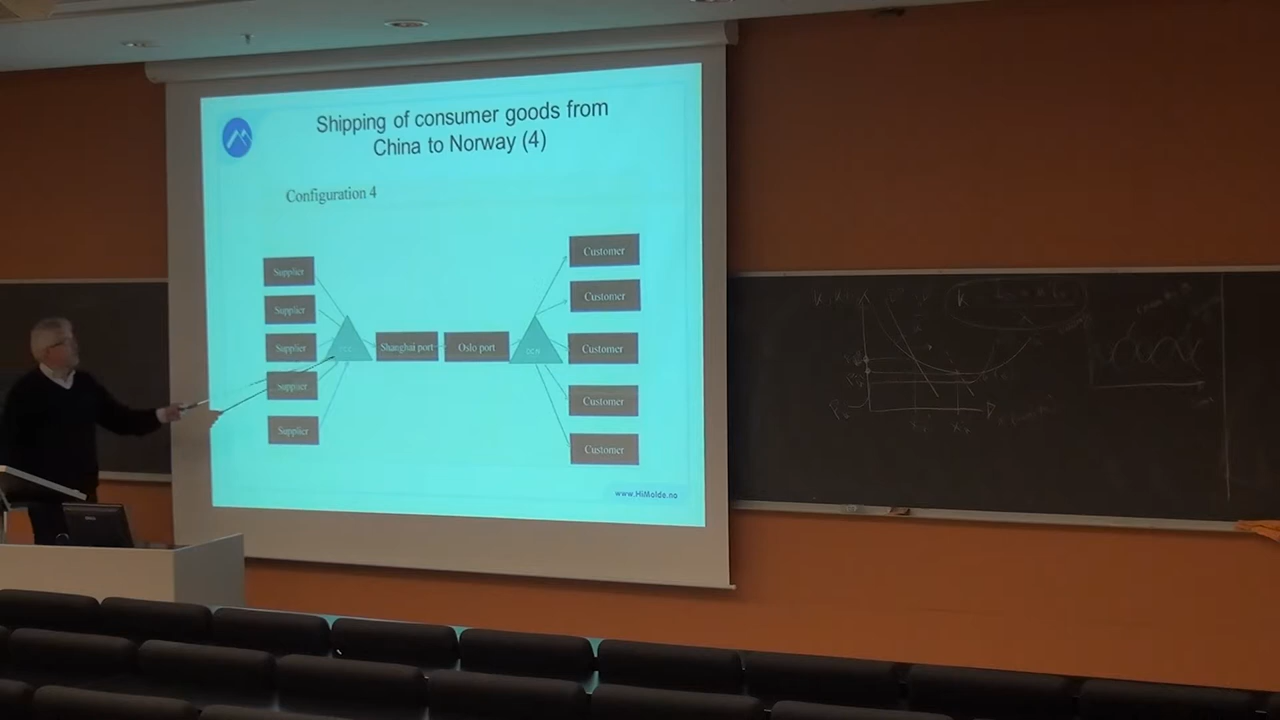 Shipping of consumer goods from
China to Norway (4)
Configuration 4
Supplier
Supplier
Supplier
Supplier
Supplier
Shanghai port
Oslo port
Customer
Customer
Customer
Customer
Customer
www.HiMolde.no